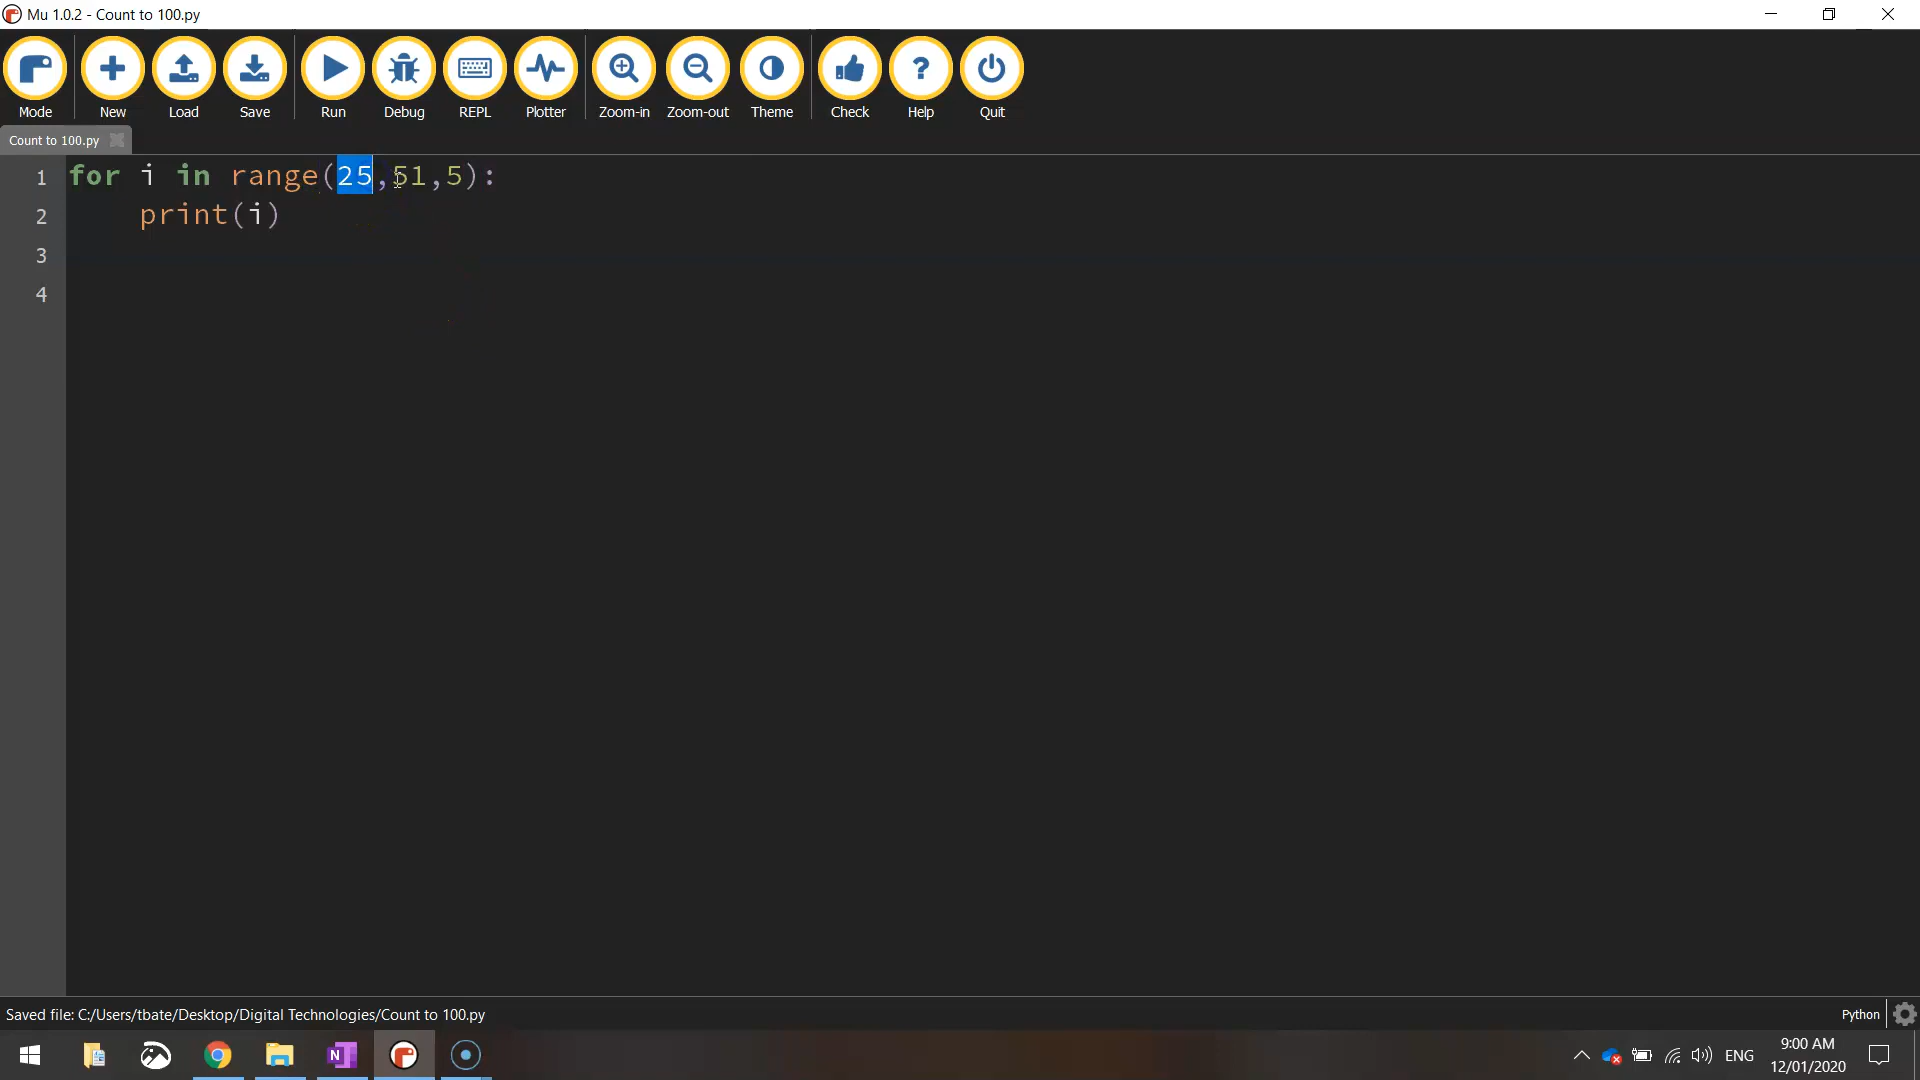 Mu 1.0.2 - Count to 100.py
Mode New Load Save Run Debug REPL Plotter Zoom-in Zoom-out Theme Check Help Quit
Count to 100.py
1 for i in range(25,51,5):
2 print(i)
3
4
Saved file: C:/Users/tbate/Desktop/Digital Technologies/Count to 100.py Python
N ENG 9:00 AM
12/01/2020